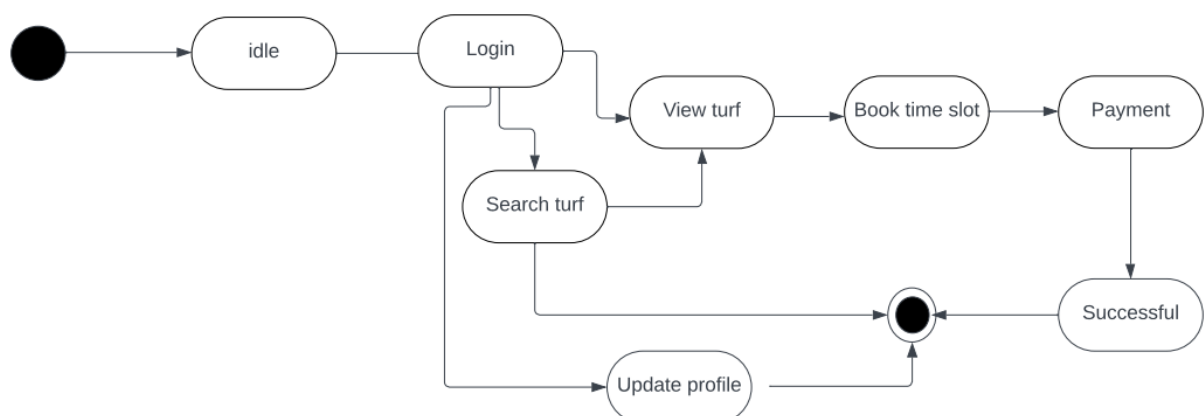 idle
Login
View turf
Book time slot
Payment
Search turf
Successful
Update profile